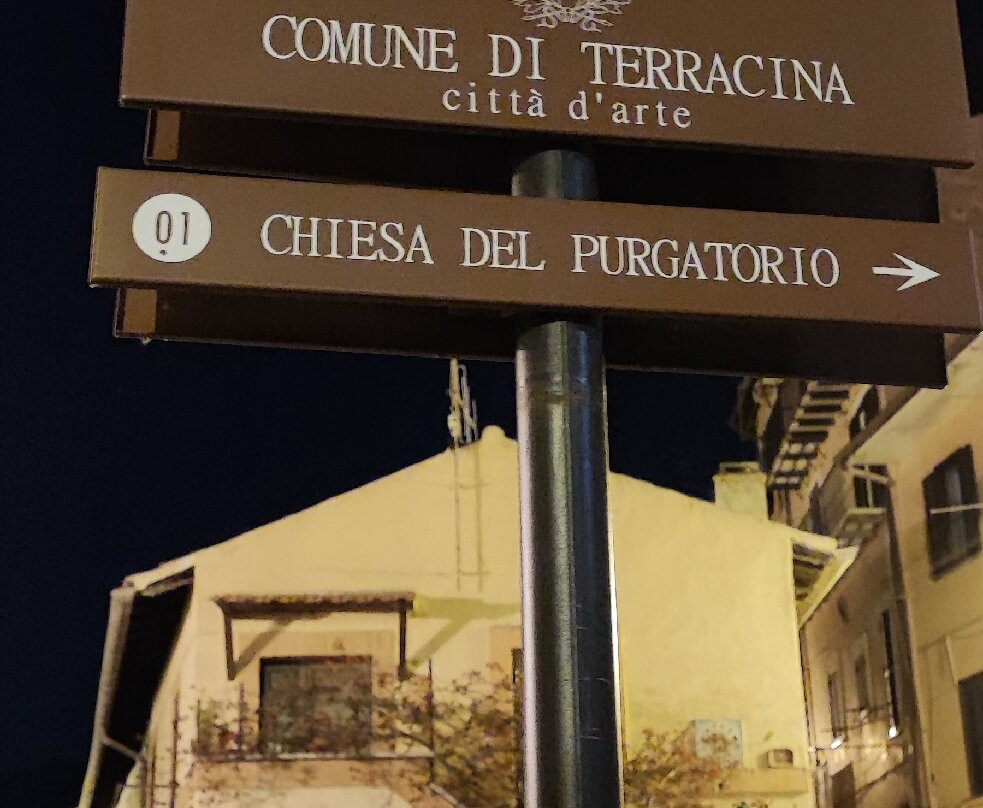 COMUNE DI TERRACINA
città d'arte
01 CHIESA DEL PURGATORIO →